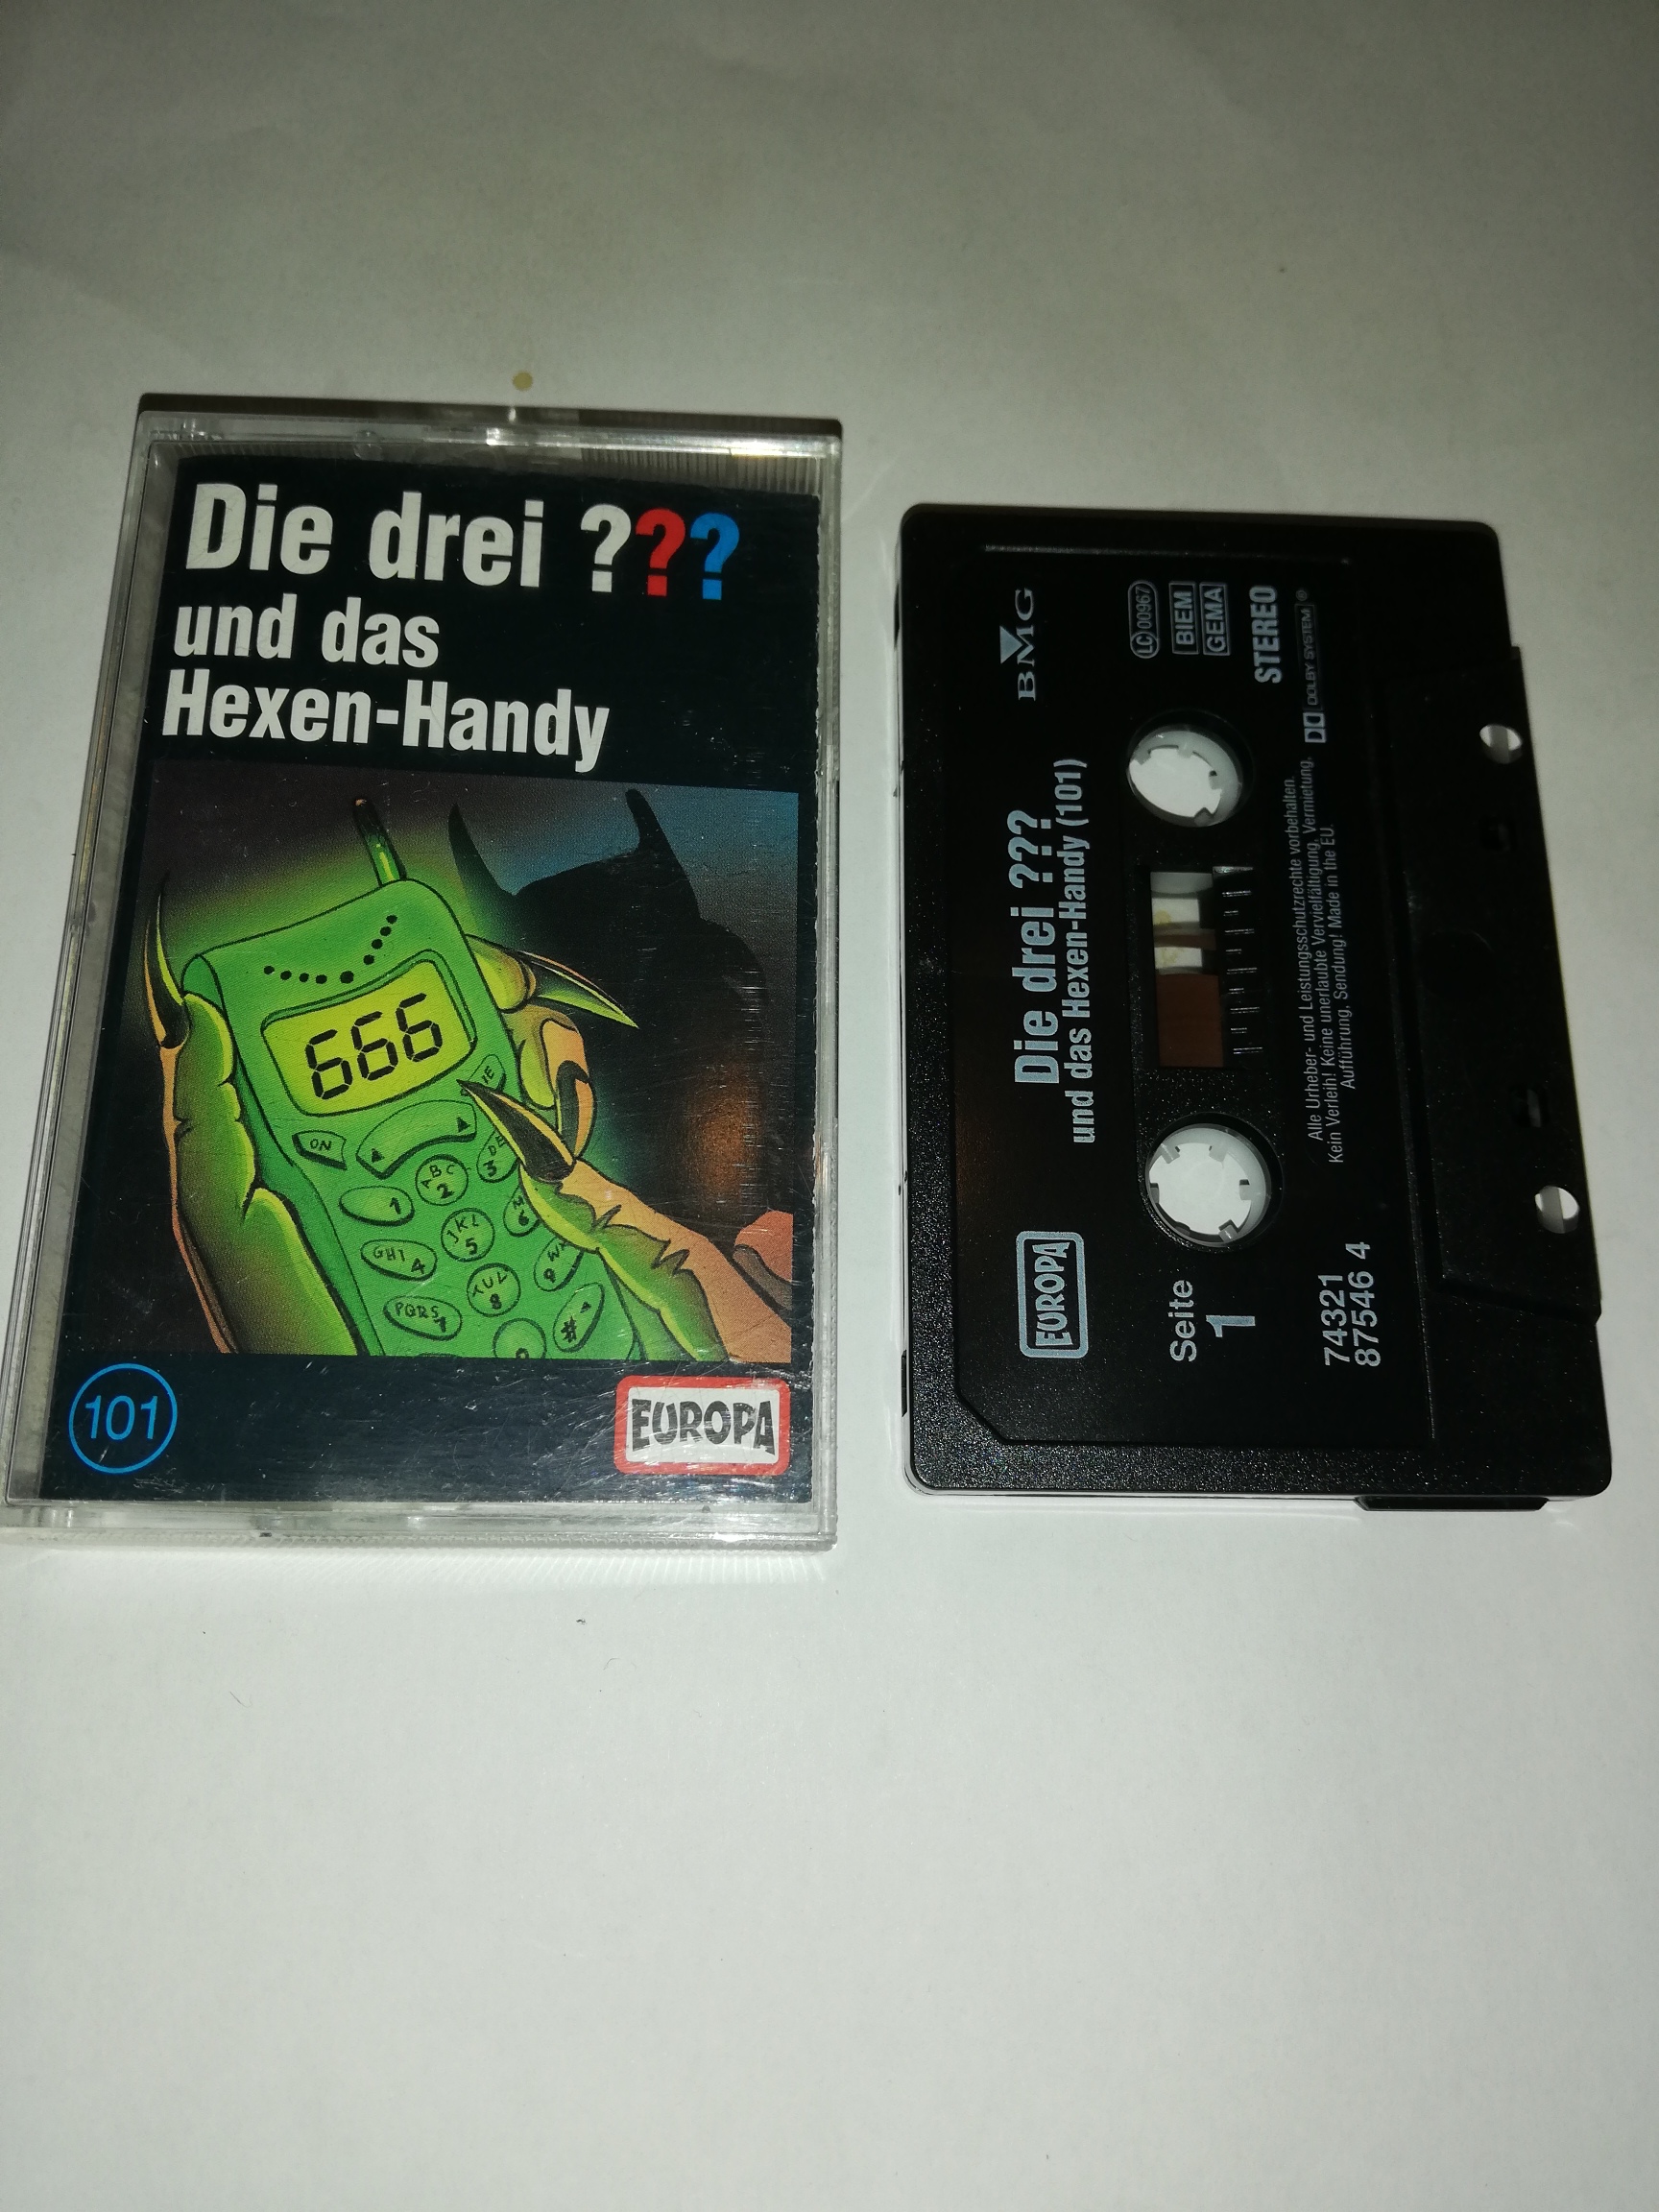 Die drei ???
und das
Hexen-Handy
666
ON
1
ABC
2
3
GHI
4
JKL
5
6
PQRS
8
#
101
EUROPA
BMG
LC 00967
BIEM
GEMA
STEREO
DOLBY SYSTEM ®
Die drei ???
und das Hexen-Handy (101)
Alle Urheber- und Leistungsschutzrechte vorbehalten.
Kein Verleih! Keine unerlaubte Vervielfältigung, Vermietung,
Aufführung, Sendung! Made in the EU.
EUROPA
Seite
1
74321
87546 4